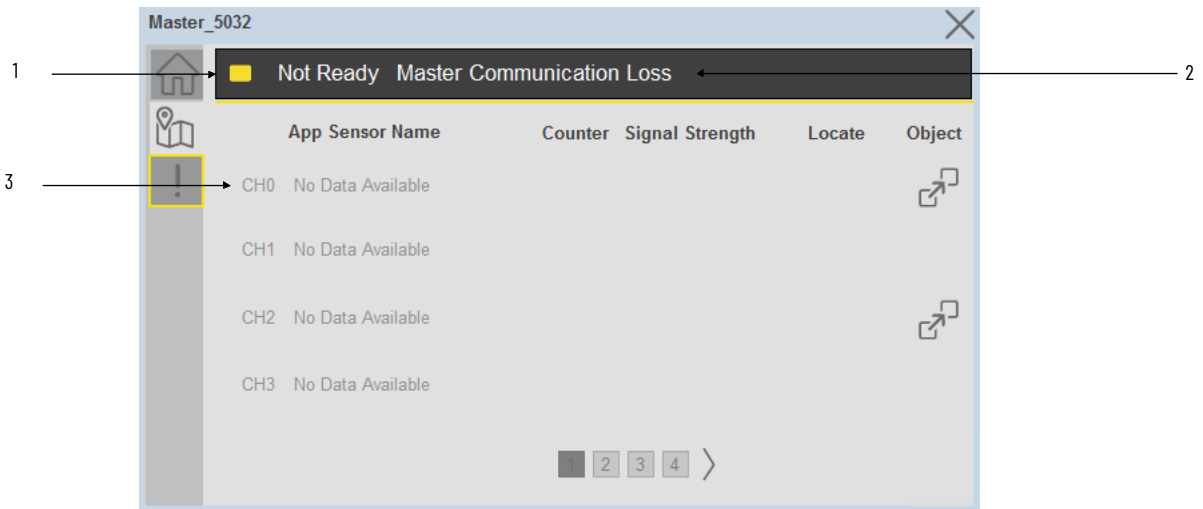 Master_5032
1
Not Ready Master Communication Loss
2
App Sensor Name Counter Signal Strength Locate Object
3
CH0 No Data Available
CH1 No Data Available
CH2 No Data Available
CH3 No Data Available
1 2 3 4